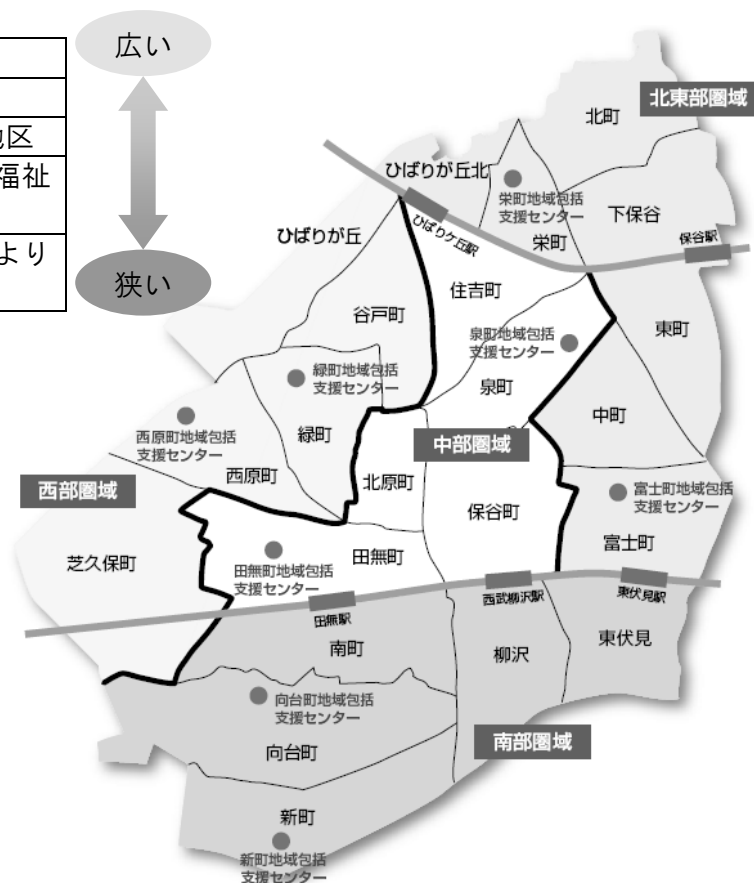 広い
狭い
地区
福祉
より
北東部圏域
北町
ひばりが丘北
栄町地域包括
支援センター
下保谷
栄町
保谷駅
ひばりヶ丘駅
ひばりが丘
住吉町
谷戸町
東町
泉町地域包括
支援センター
泉町
緑町地域包括
支援センター
緑町
中町
西原町地域包括
支援センター
西原町
中部圏域
北原町
保谷町
西部圏域
富士町地域包括
支援センター
富士町
芝久保町
田無町
田無町地域包括
支援センター
田無駅
西武柳沢駅
東伏見駅
南町
柳沢
東伏見
向台町地域包括
支援センター
向台町
南部圏域
新町
新町地域包括
支援センター